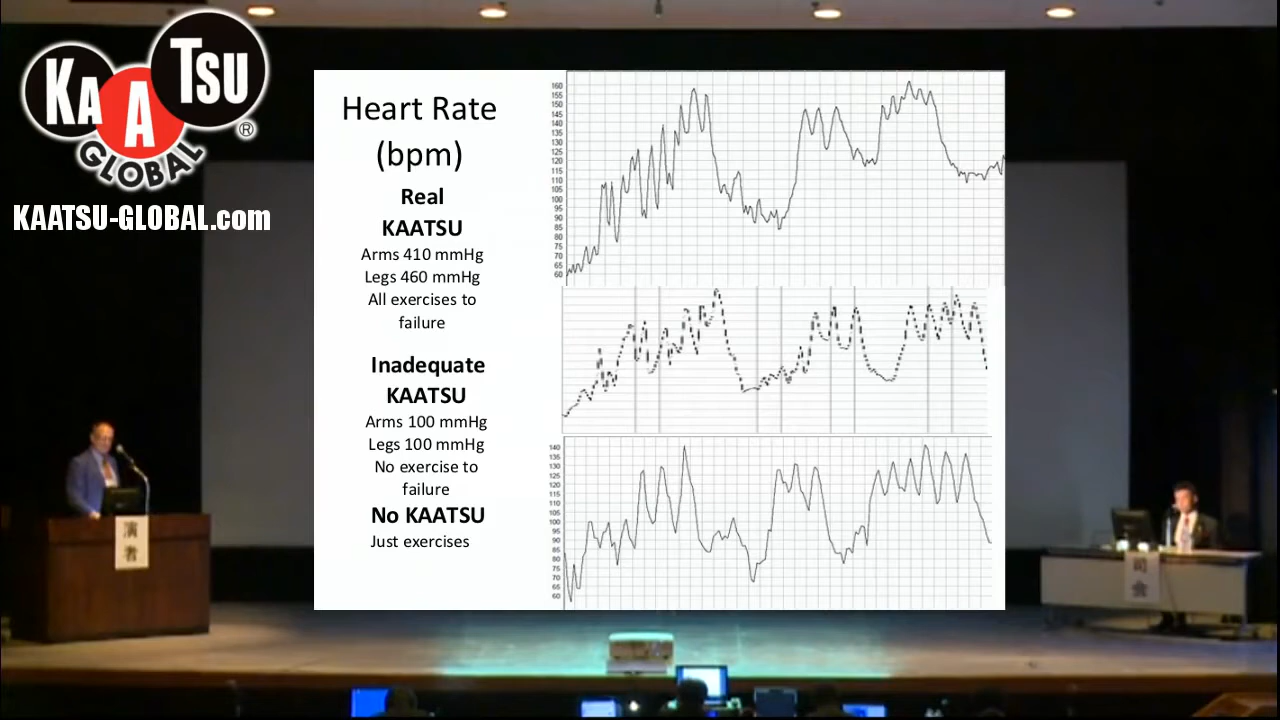 KAATSU
GLOBAL
®
KAATSU-GLOBAL.com
Heart Rate
(bpm)
Real
KAATSU
Arms 410 mmHg
Legs 460 mmHg
All exercises to
failure
Inadequate
KAATSU
Arms 100 mmHg
Legs 100 mmHg
No exercise to
failure
No KAATSU
Just exercises
160
155
150
145
140
135
130
125
120
115
110
105
100
95
90
85
80
75
70
65
60
140
135
130
125
120
115
110
105
100
95
90
85
80
75
70
65
60
演
者
司
会